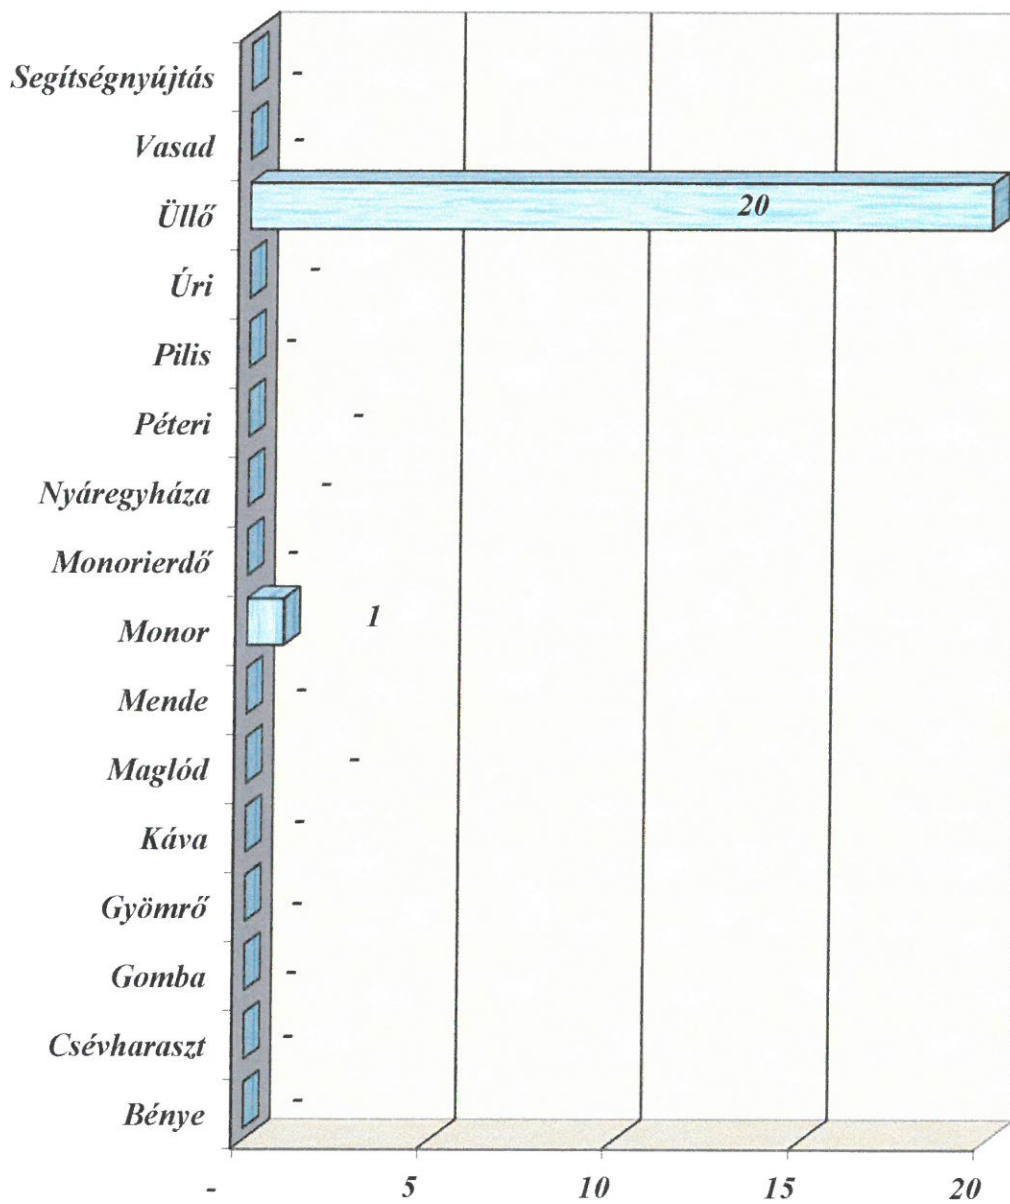 Segítségnyújtás -
Vasad -
Üllő 20
Úri -
Pilis -
Péteri -
Nyáregyháza -
Monorierdő -
Monor 1
Mende -
Maglód -
Káva -
Gyömrő -
Gomba -
Csévharaszt -
Bénye -
- 5 10 15 20